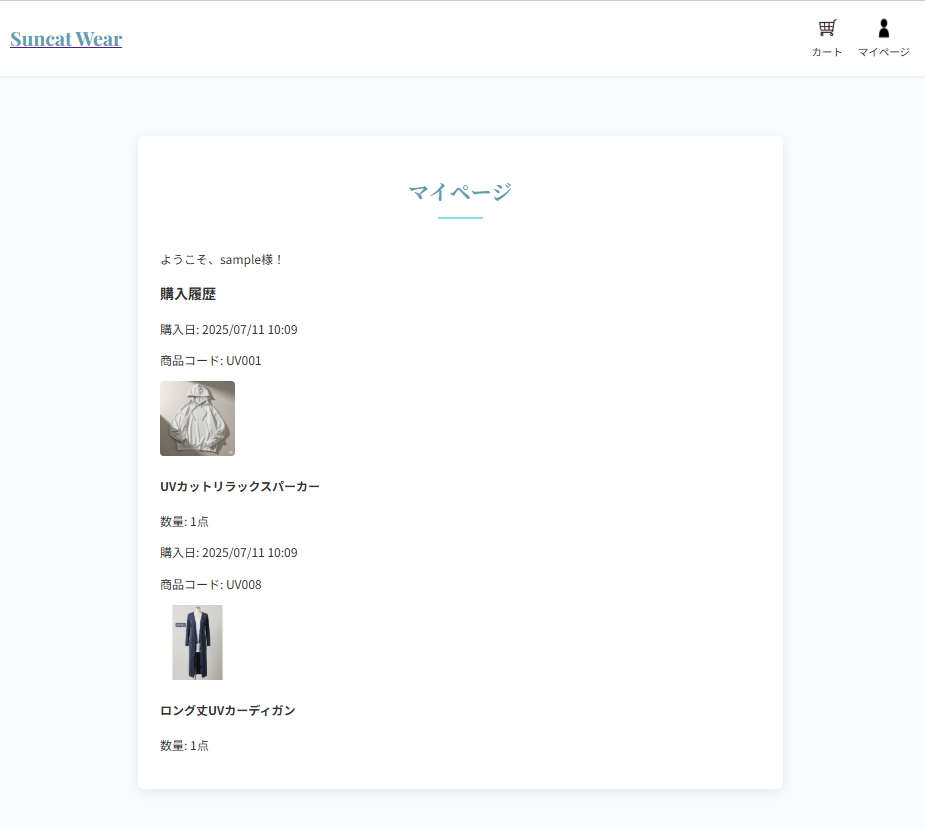 Suncat Wear
カート
マイページ
マイページ
ようこそ、sample様！
購入履歴
購入日: 2025/07/11 10:09
商品コード: UV001
UVカットリラックスパーカー
数量: 1点
購入日: 2025/07/11 10:09
商品コード: UV008
ロング丈UVカーディガン
数量: 1点